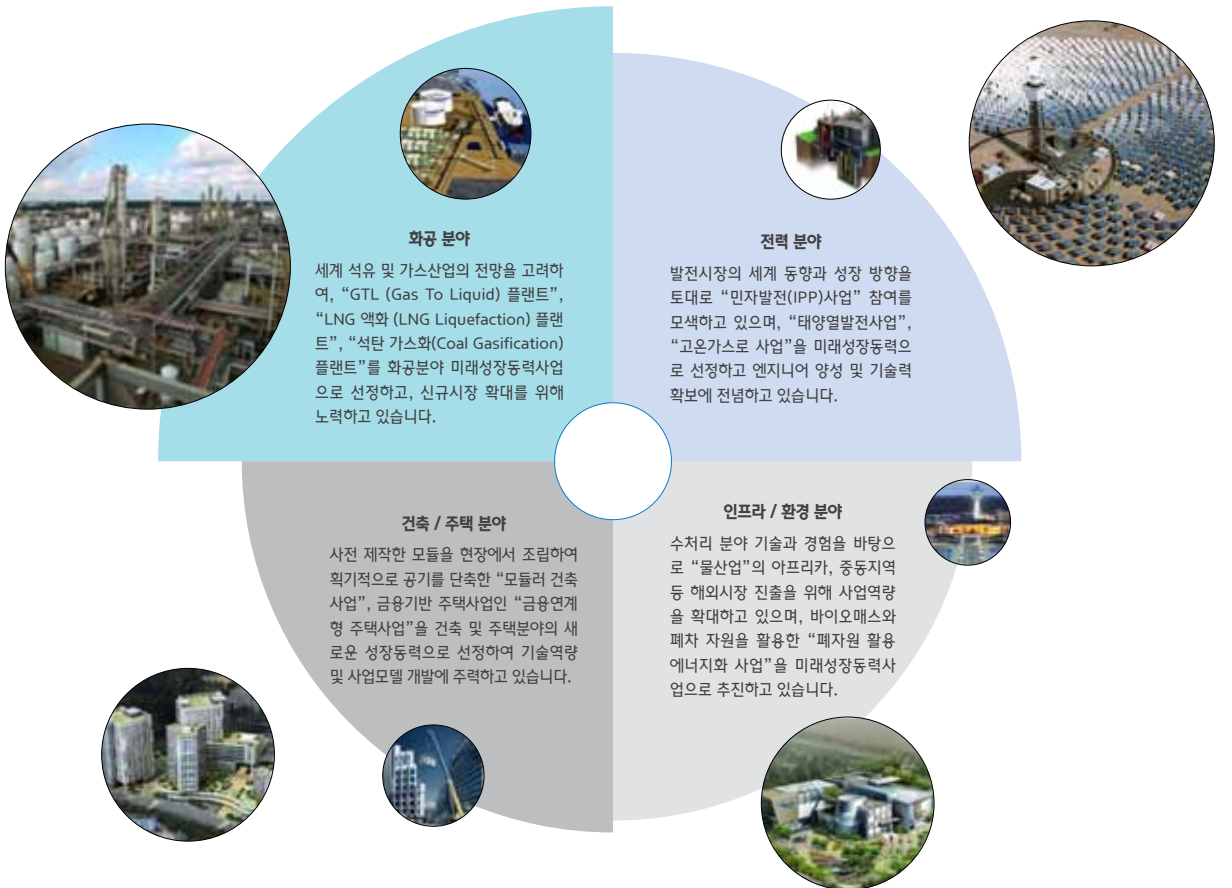 화공 분야
세계 석유 및 가스산업의 전망을 고려하
여, “GTL (Gas To Liquid) 플랜트”,
“LNG 액화 (LNG Liquefaction) 플랜
트”, “석탄 가스화(Coal Gasification)
플랜트”를 화공분야 미래성장동력사업
으로 선정하고, 신규시장 확대를 위해
노력하고 있습니다.
전력 분야
발전시장의 세계 동향과 성장 방향을
토대로 “민자발전(IPP)사업” 참여를
모색하고 있으며, “태양열발전사업”,
“고온가스로 사업”을 미래성장동력으
로 선정하고 엔지니어 양성 및 기술력
확보에 전념하고 있습니다.
건축 / 주택 분야
사전 제작한 모듈을 현장에서 조립하여
획기적으로 공기를 단축한 “모듈러 건축
사업”, 금융기반 주택사업인 “금융연계
형 주택사업”을 건축 및 주택분야의 새
로운 성장동력으로 선정하여 기술역량
및 사업모델 개발에 주력하고 있습니다.
인프라 / 환경 분야
수처리 분야 기술과 경험을 바탕으
로 “물산업”의 아프리카, 중동지역
등 해외시장 진출을 위해 사업역량
을 확대하고 있으며, 바이오매스와
폐차 자원을 활용한 “폐자원 활용
에너지화 사업”을 미래성장동력사
업으로 추진하고 있습니다.